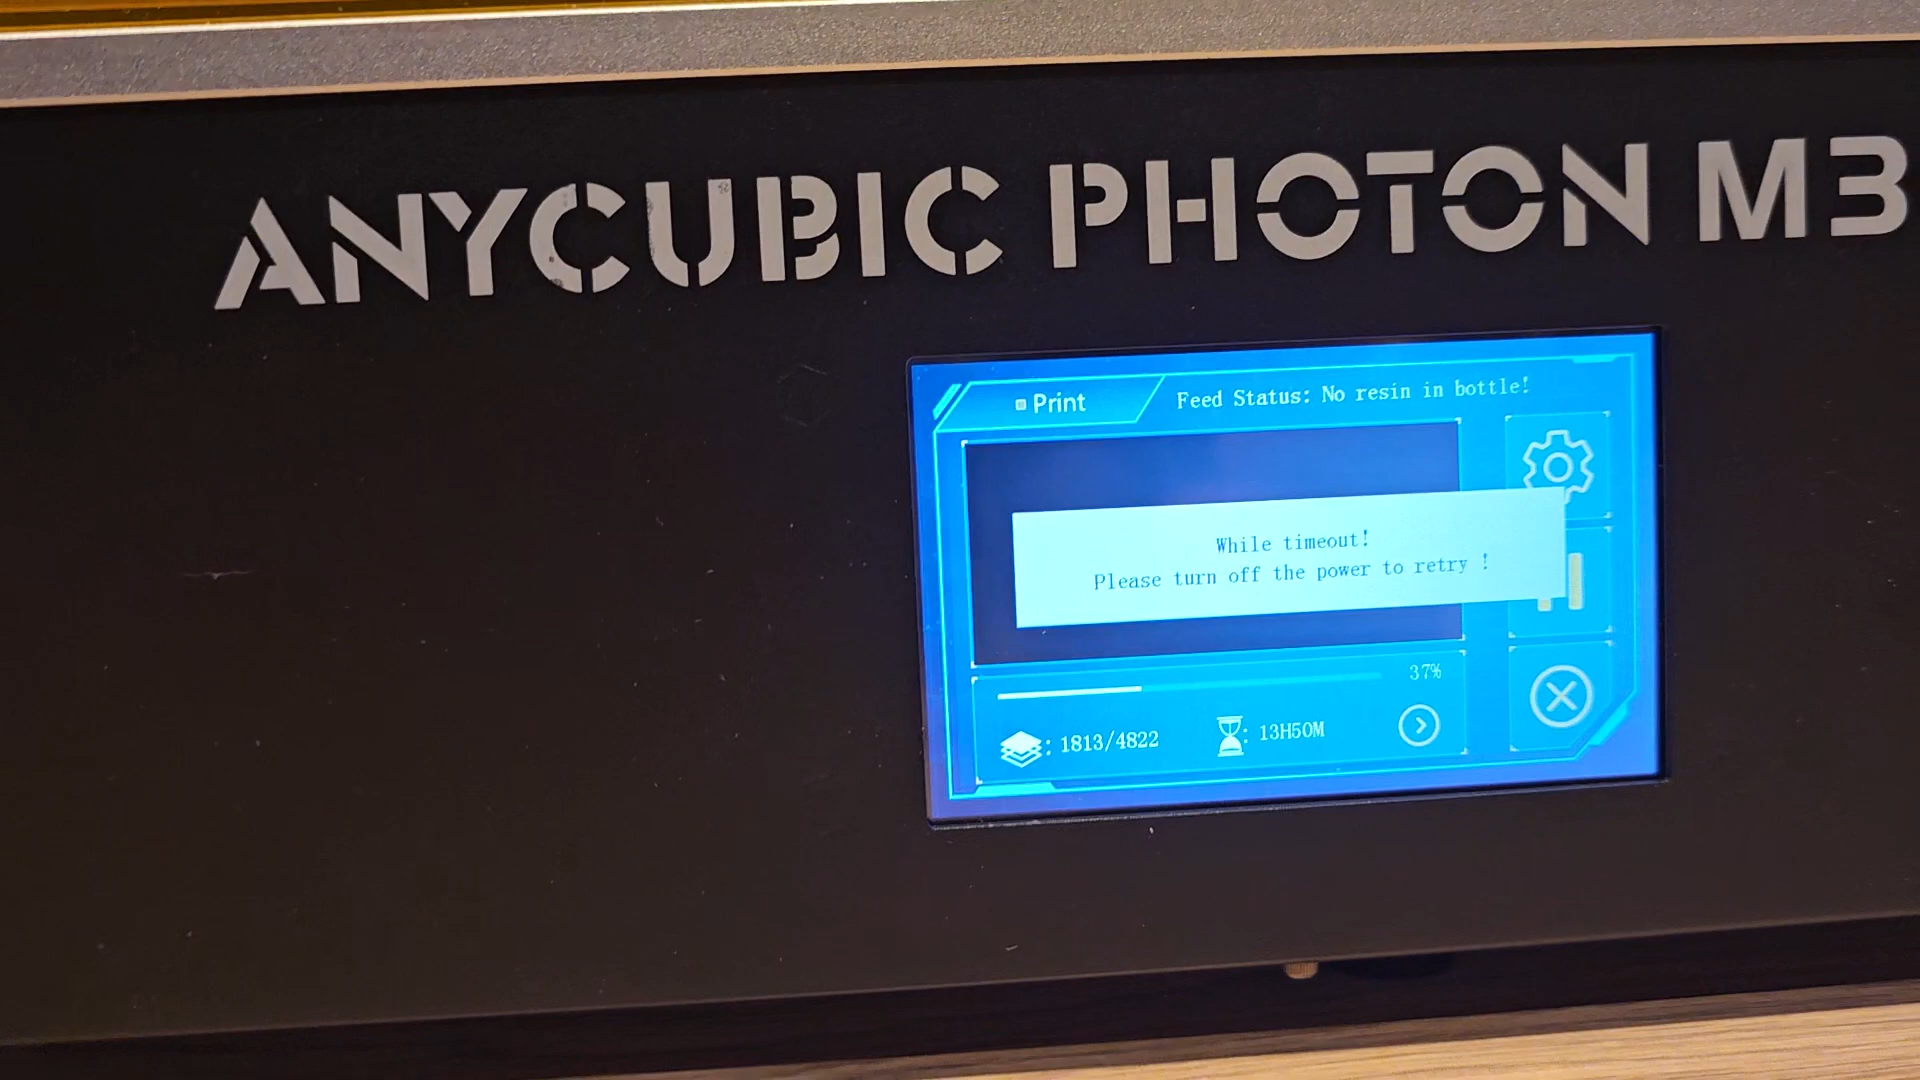 ANYCUBIC PHOTON M3
Print
Feed Status: No resin in bottle!
While timeout!
Please turn off the power to retry !
37%
: 1813/4822
: 13H50M